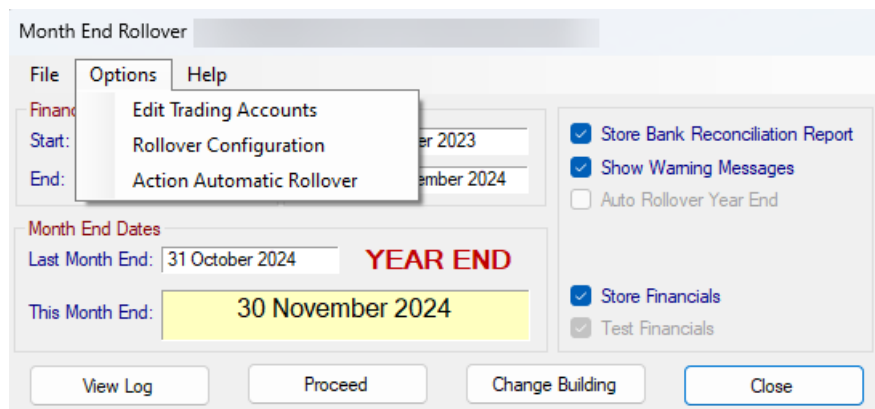 Month End Rollover
File Options Help
Edit Trading Accounts
Rollover Configuration
Action Automatic Rollover
Start:
2023
End:
2024
Month End Dates
Last Month End: 31 October 2024
YEAR END
This Month End: 30 November 2024
Store Bank Reconciliation Report
Show Warning Messages
Auto Rollover Year End
Store Financials
Test Financials
View Log
Proceed
Change Building
Close